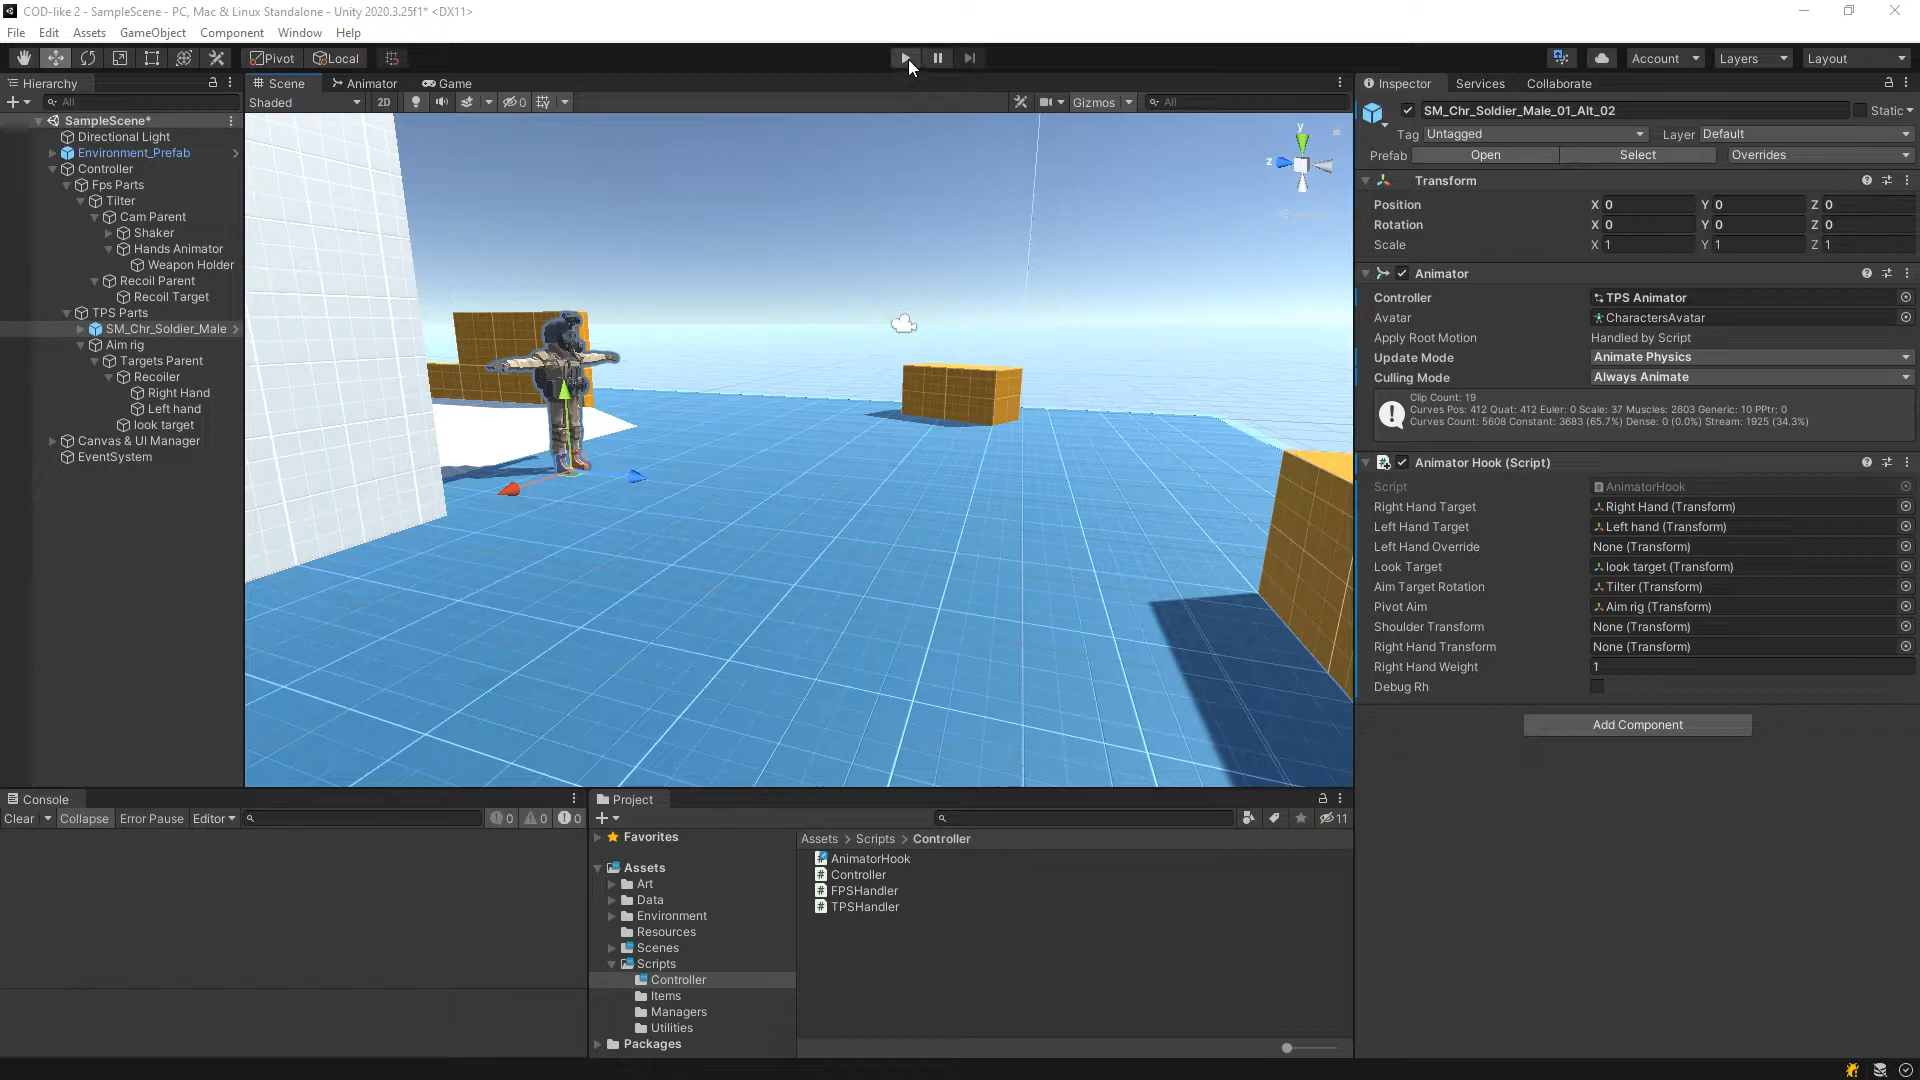 COD-like 2 - SampleScene - PC, Mac & Linux Standalone - Unity 2020.3.25f1* <DX11>
File Edit Assets GameObject Component Window Help
Pivot Local Account Layers Layout
Hierarchy
All
SampleScene*
Directional Light
Environment_Prefab
Controller
Fps Parts
Tilter
Cam Parent
Shaker
Hands Animator
Weapon Holder
Recoil Parent
Recoil Target
TPS Parts
SM_Chr_Soldier_Male
Aim rig
Targets Parent
Recoiler
Right Hand
Left hand
look target
Canvas & UI Manager
EventSystem
Scene Animator Game
Shaded 2D 0 Gizmos All
y
z
Inspector Services Collaborate
SM_Chr_Soldier_Male_01_Alt_02 Static
Tag Untagged Layer Default
Prefab Open Select Overrides
Transform
Position X 0 Y 0 Z 0
Rotation X 0 Y 0 Z 0
Scale X 1 Y 1 Z 1
Animator
Controller TPS Animator
Avatar CharactersAvatar
Apply Root Motion Handled by Script
Update Mode Animate Physics
Culling Mode Always Animate
Clip Count: 19
Curves Pos: 412 Quat: 412 Euler: 0 Scale: 37 Muscles: 2603 Generic: 10 PPtr: 0
Curves Count: 5608 Constant: 3683 (65.7%) Dense: 0 (0.0%) Stream: 1925 (34.3%)
Animator Hook (Script)
Script AnimatorHook
Right Hand Target Right Hand (Transform)
Left Hand Target Left hand (Transform)
Left Hand Override None (Transform)
Look Target look target (Transform)
Aim Target Rotation Tilter (Transform)
Pivot Aim Aim rig (Transform)
Shoulder Transform None (Transform)
Right Hand Transform None (Transform)
Right Hand Weight 1
Debug Rh
Add Component
Console
Clear Collapse Error Pause Editor 0 0 0
Project
11
Favorites
Assets
Art
Data
Environment
Resources
Scenes
Scripts
Controller
Items
Managers
Utilities
Packages
Assets > Scripts > Controller
AnimatorHook
Controller
FPSHandler
TPSHandler